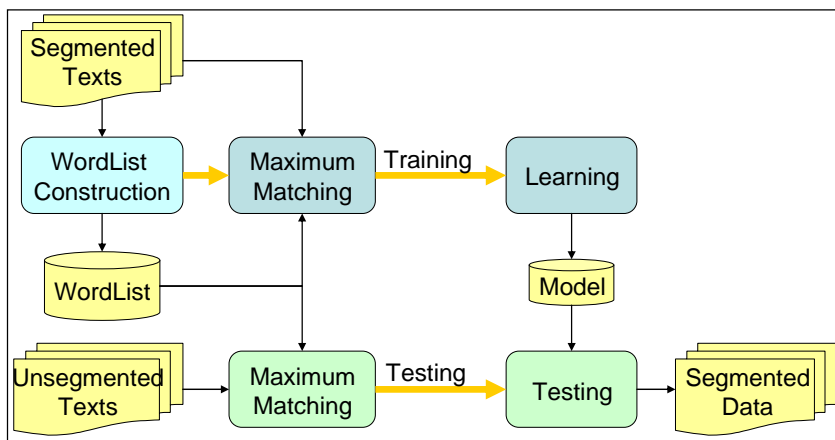 Segmented
Texts
WordList
Construction
Maximum
Matching
Training
Learning
WordList
Model
Unsegmented
Texts
Maximum
Matching
Testing
Testing
Segmented
Data